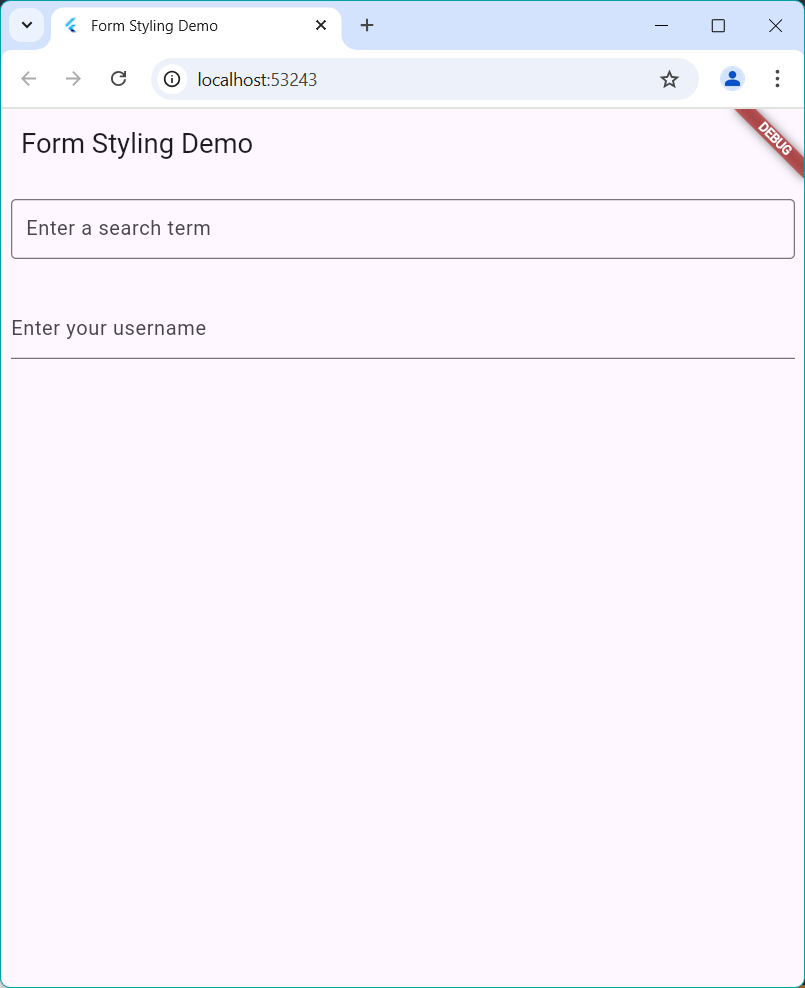 Form Styling Demo
localhost:53243
Form Styling Demo
DEBUG
Enter a search term
Enter your username